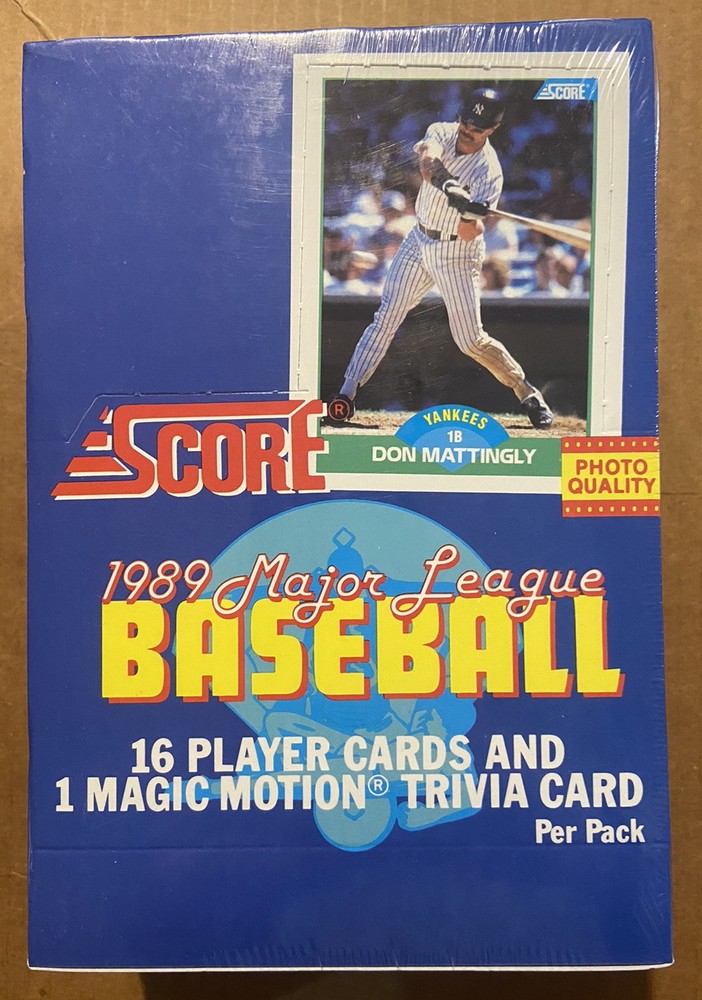 SCORE
YANKEES
1B
DON MATTINGLY
SCORE®
PHOTO
QUALITY
1989 Major League
BASEBALL
16 PLAYER CARDS AND
1 MAGIC MOTION® TRIVIA CARD
Per Pack